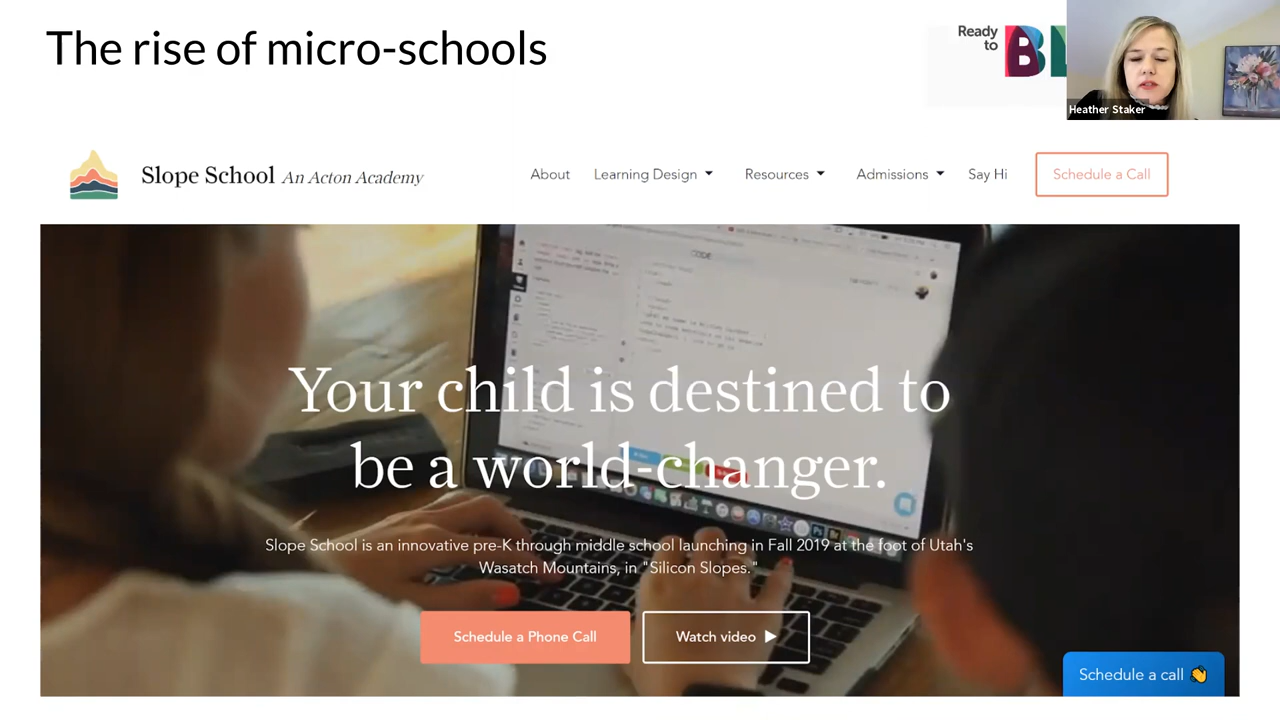 The rise of micro-schools
Ready
to
Heather Staker
Slope School An Acton Academy
About Learning Design Resources Admissions Say Hi Schedule a Call
CODE
Your child is destined to
be a world-changer.
Slope School is an innovative pre-K through middle school launching in Fall 2019 at the foot of Utah's
Wasatch Mountains, in "Silicon Slopes."
Schedule a Phone Call Watch video
Schedule a call